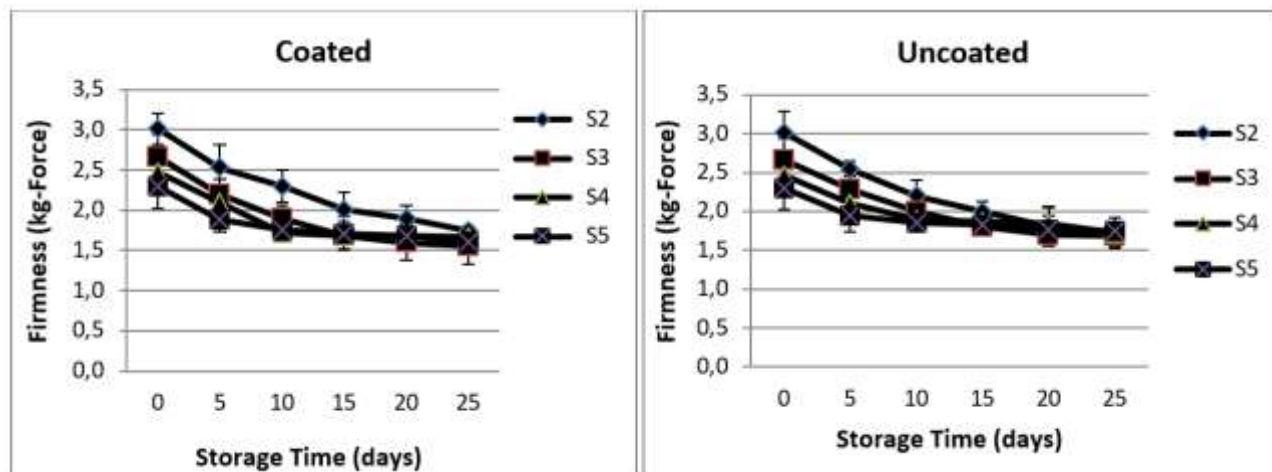 Coated
Firmness (kg-Force)
3,5
3,0
2,5
2,0
1,5
1,0
0,5
0,0
0 5 10 15 20 25
Storage Time (days)
S2
S3
S4
S5
Uncoated
Firmness (kg-Force)
3,5
3,0
2,5
2,0
1,5
1,0
0,5
0,0
0 5 10 15 20 25
Storage Time (days)
S2
S3
S4
S5